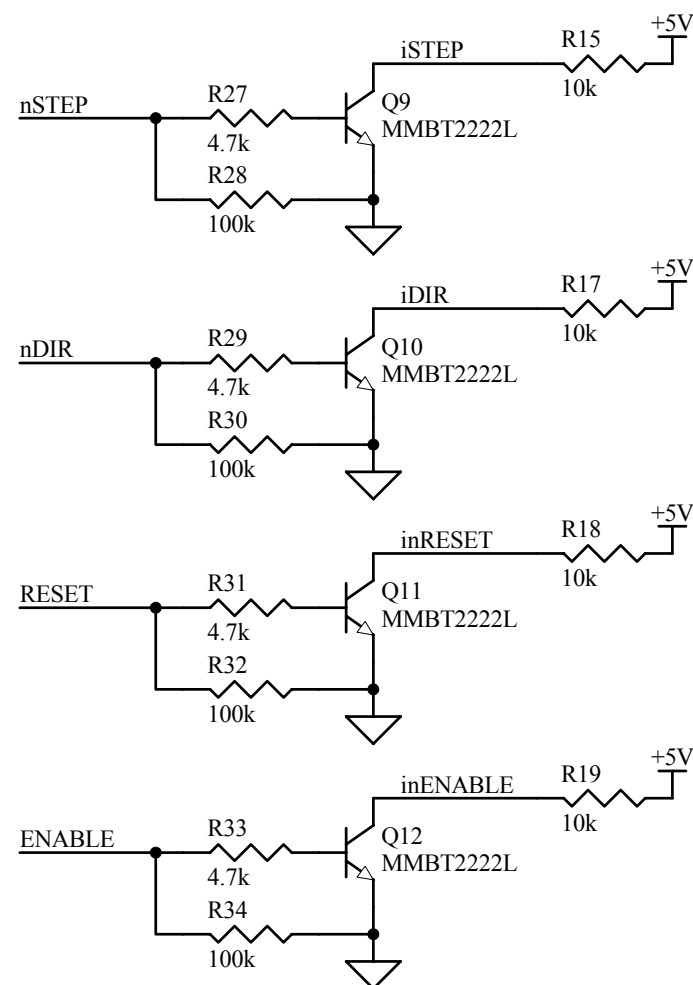 +5V
iSTEP
R15
10k
R27
nSTEP
Q9
4.7k
MMBT2222L
R28
100k
+5V
iDIR
R17
10k
R29
nDIR
Q10
4.7k
MMBT2222L
R30
100k
+5V
inRESET
R18
10k
R31
RESET
Q11
4.7k
MMBT2222L
R32
100k
+5V
inENABLE
R19
10k
R33
ENABLE
Q12
4.7k
MMBT2222L
R34
100k